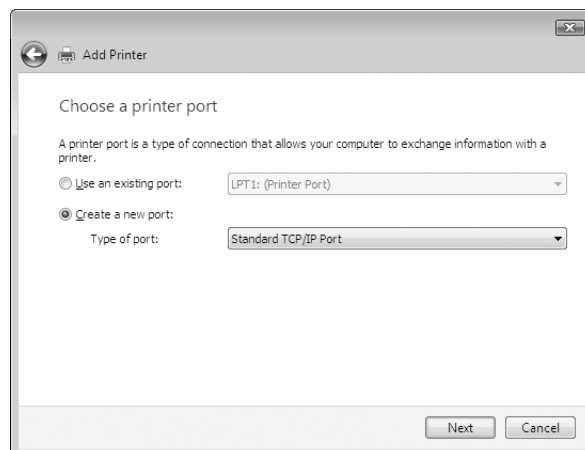 Add Printer
Choose a printer port
A printer port is a type of connection that allows your computer to exchange information with a
printer.
Use an existing port: LPT1: (Printer Port)
Create a new port:
Type of port: Standard TCP/IP Port
Next Cancel